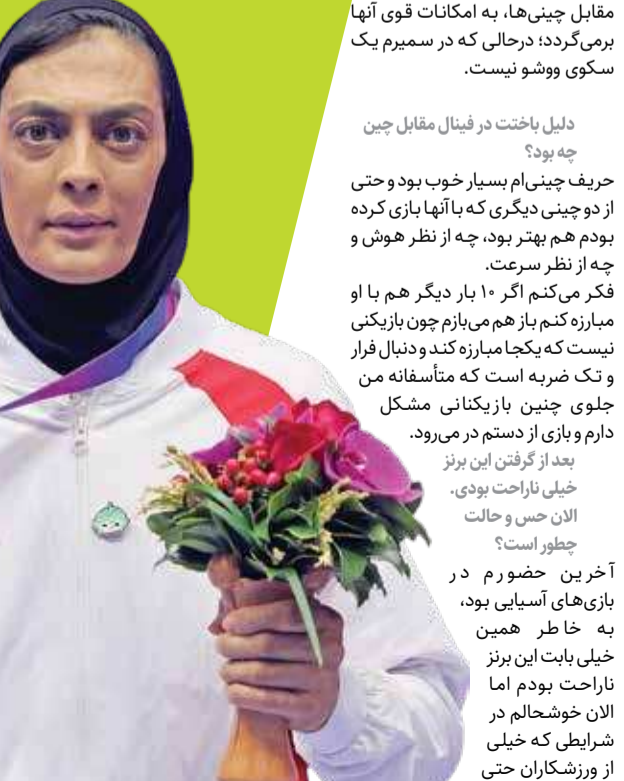 مقابل چینی‌ها، به امکانات قوی آنها
برمی‌گردد؛ درحالی که در سمیرم یک
سکوی ووشو نیست.
دلیل باختت در فینال مقابل چین
چه بود؟
حریف چینی‌ام بسیار خوب بود و حتی
از دو چینی دیگری که با آنها بازی کرده
بودم هم بهتر بود، چه از نظر هوش و
چه از نظر سرعت.
فکر می‌کنم اگر ۱۰ بار دیگر هم با او
مبارزه کنم باز هم می‌بازم چون بازیکنی
نیست که یکجا مبارزه کند و دنبال فرار
و تک ضربه است که متأسفانه من
جلوی چنین بازیکنانی مشکل
دارم و بازی از دستم در می‌رود.
بعد از گرفتن این برنز
خیلی ناراحت بودی.
الان حس و حالت
چطور است؟
آخرین حضورم در
بازی‌های آسیایی بود،
به خاطر همین
خیلی بابت این برنز
ناراحت بودم اما
الان خوشحالم در
شرایطی که خیلی
از ورزشکاران حتی